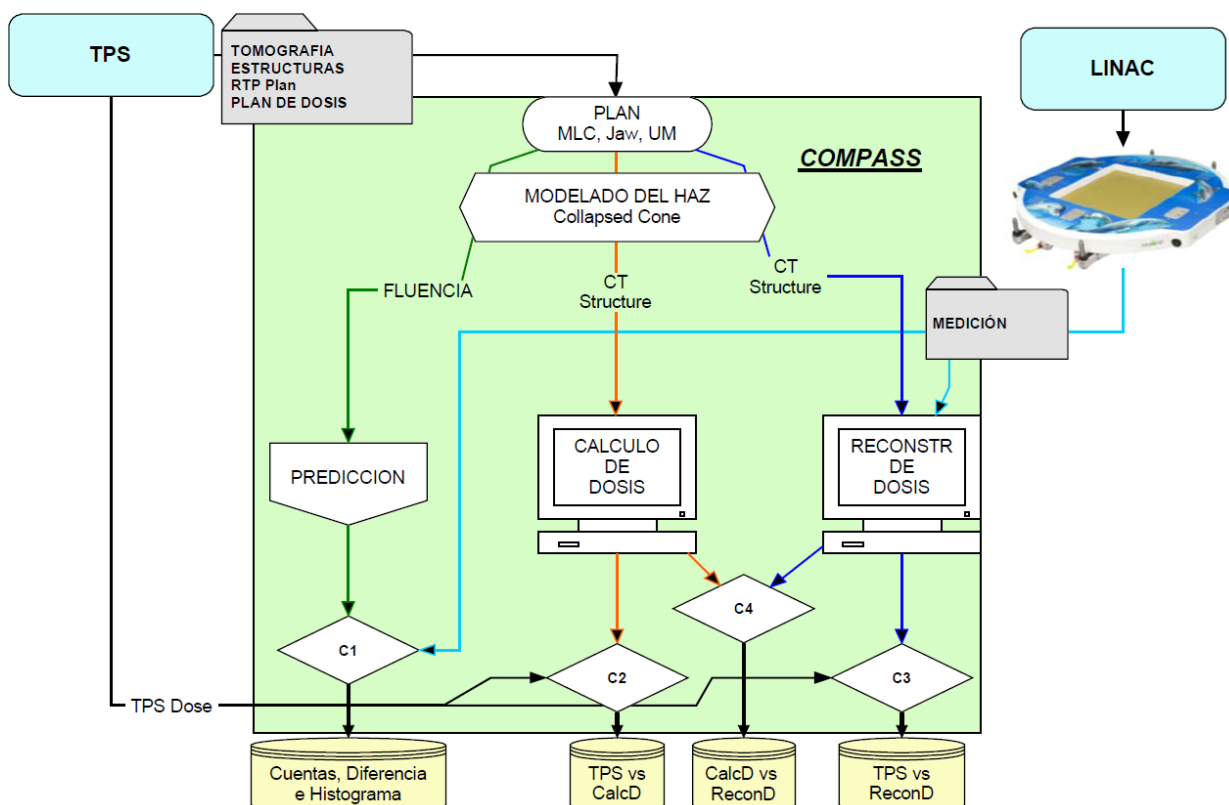 TPS
TOMOGRAFIA
ESTRUCTURAS
RTP Plan
PLAN DE DOSIS
LINAC
PLAN
MLC, Jaw, UM
COMPASS
MODELADO DEL HAZ
Collapsed Cone
FLUENCIA
CT
Structure
CT
Structure
MEDICIÓN
PREDICCION
CALCULO
DE
DOSIS
RECONSTR
DE
DOSIS
C4
C1
C2
C3
TPS Dose
Cuentas, Diferencia
e Histograma
TPS vs
CalcD
CalcD vs
ReconD
TPS vs
ReconD